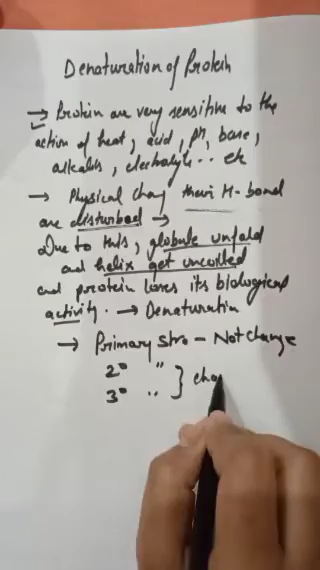 Denaturation of Protein
→ Protein are very sensitive to the
action of heat, acid, pH, base,
alkalis, electrolyte.. etc
→ Physical chang their H-bond
are disturbed →
Due to this, globule unfold
and helix get uncoiled
and protein loses its biological
activity. → Denaturation
→ Primary stru - Not change
2° "
3° " } cha